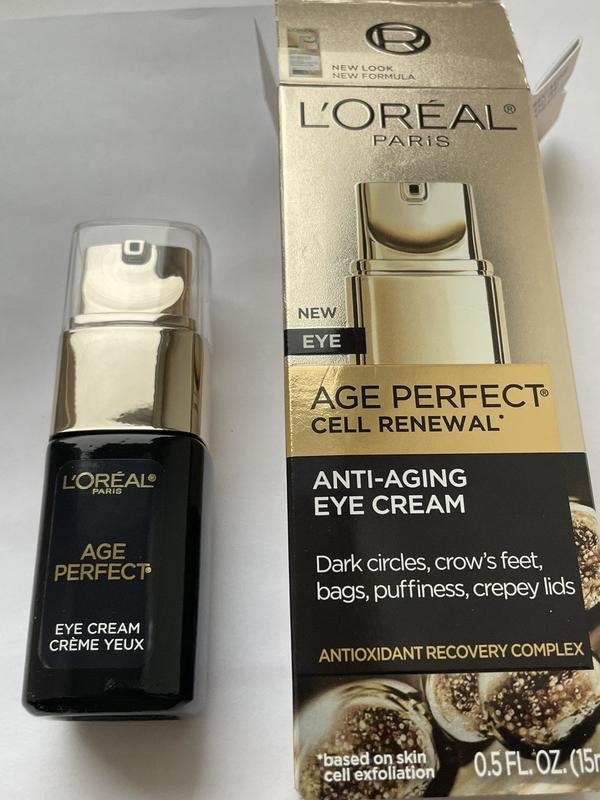 NEW LOOK
NEW FORMULA
L'ORÉAL®
PARIS
NEW
EYE
AGE PERFECT®
CELL RENEWAL*
ANTI-AGING
EYE CREAM
Dark circles, crow's feet,
bags, puffiness, crepey lids
ANTIOXIDANT RECOVERY COMPLEX
*based on skin
cell exfoliation
0.5 FL. OZ. (15m
L'ORÉAL®
PARIS
AGE
PERFECT®
EYE CREAM
CRÈME YEUX